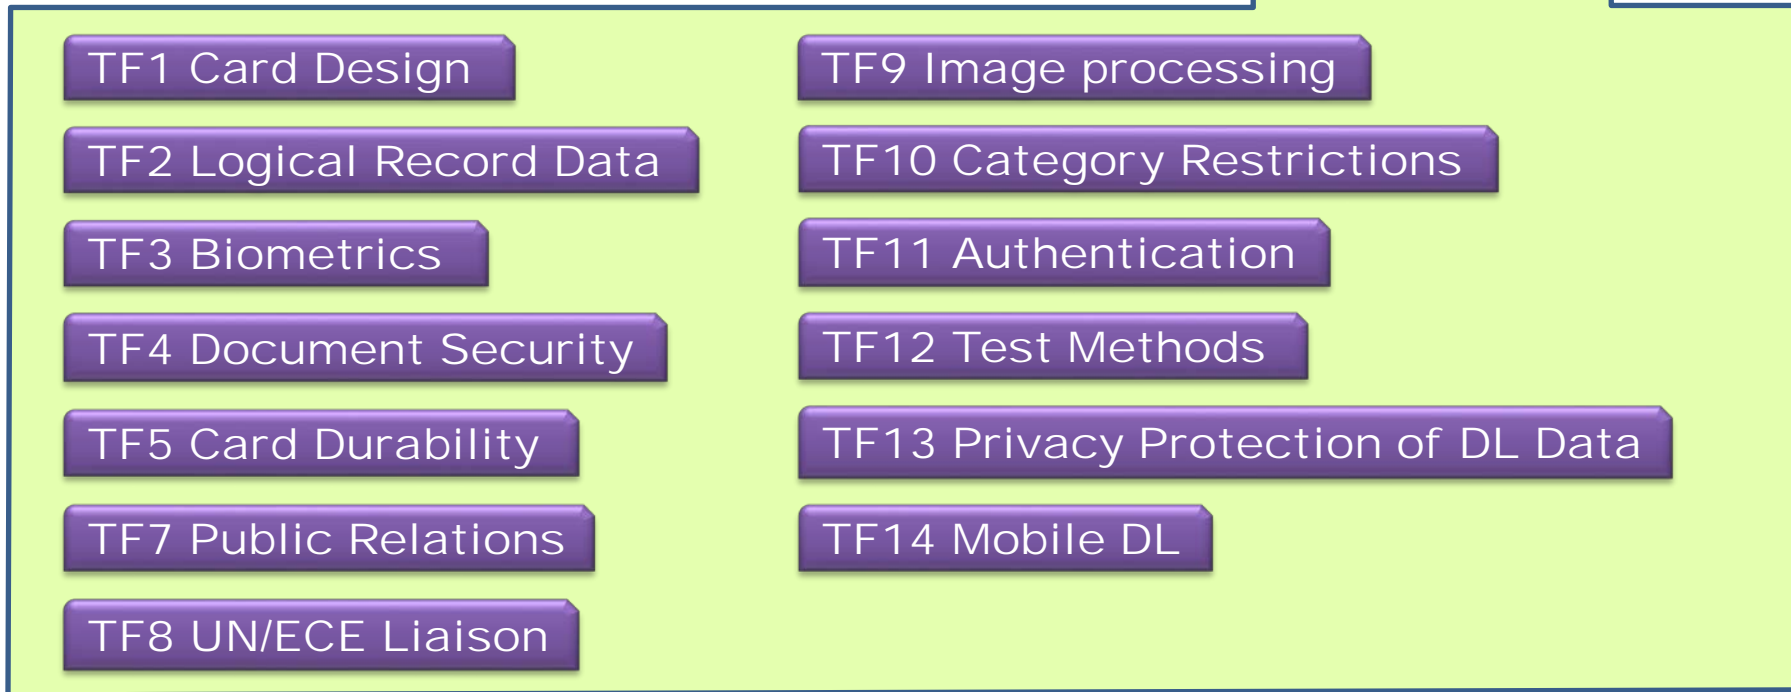 TF1 Card Design
TF2 Logical Record Data
TF3 Biometrics
TF4 Document Security
TF5 Card Durability
TF7 Public Relations
TF8 UN/ECE Liaison
TF9 Image processing
TF10 Category Restrictions
TF11 Authentication
TF12 Test Methods
TF13 Privacy Protection of DL Data
TF14 Mobile DL